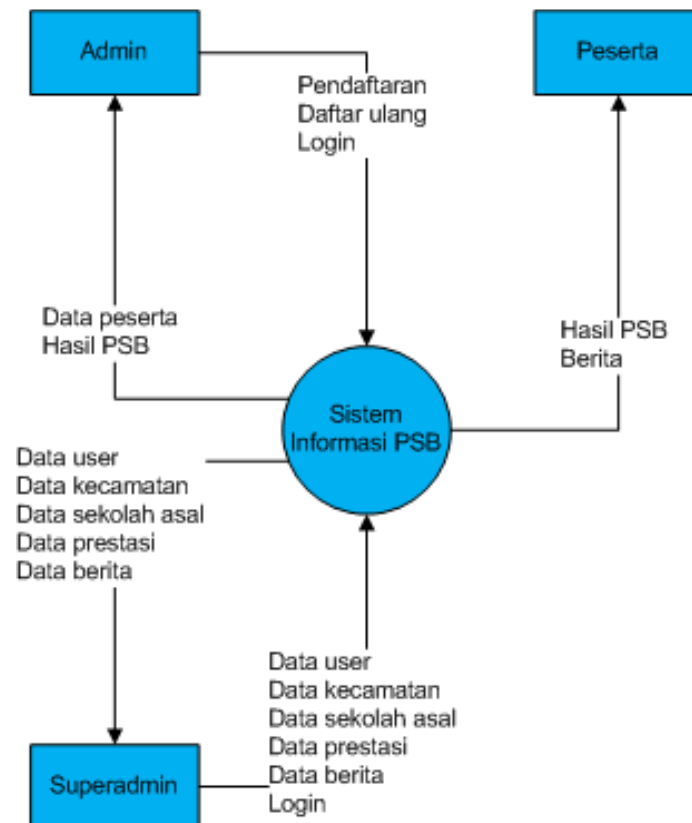 Admin
Peserta
Pendaftaran
Daftar ulang
Login
Data peserta
Hasil PSB
Hasil PSB
Berita
Sistem
Informasi PSB
Data user
Data kecamatan
Data sekolah asal
Data prestasi
Data berita
Data user
Data kecamatan
Data sekolah asal
Data prestasi
Data berita
Login
Superadmin